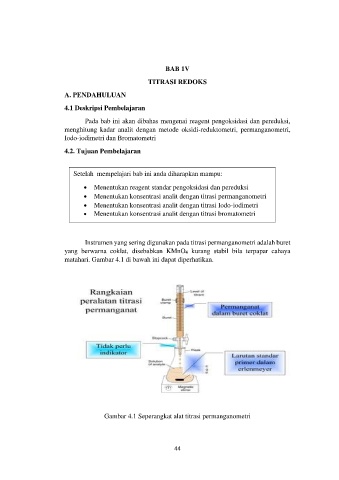 BAB 1V
TITRASI REDOKS
A. PENDAHULUAN
4.1 Deskripsi Pembelajaran
Pada bab ini akan dibahas mengenai reagent pengoksidasi dan pereduksi,
menghitung kadar analit dengan metode oksidi-reduktometri, permanganometri,
Iodo-iodimetri dan Bromatometri
4.2. Tujuan Pembelajaran
Setelah mempelajari bab ini anda diharapkan mampu:
• Menentukan reagent standar pengoksidasi dan pereduksi
• Menentukan konsentrasi analit dengan titrasi permanganometri
• Menentukan konsentrasi analit dengan titrasi Iodo-iodimetri
• Menentukan konsentrasi analit dengan titrasi bromatometri
Instrumen yang sering digunakan pada titrasi permanganometri adalah buret
yang berwarna coklat, disebabkan KMnO₄ kurang stabil bila terpapar cahaya
matahari. Gambar 4.1 di bawah ini dapat diperhatikan.
Rangkaian
peralatan titrasi
permanganat
Permanganat
dalam buret coklat
Tidak perlu
indikator
Larutan standar
primer dalam
erlenmeyer
Gambar 4.1 Seperangkat alat titrasi permanganometri
44